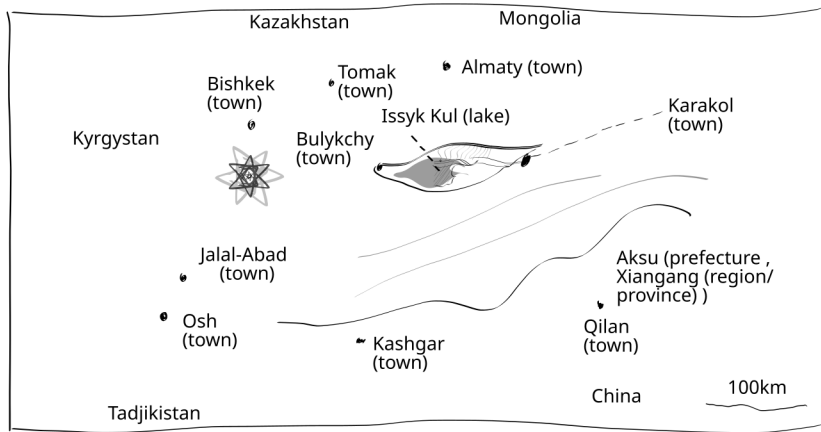 Kazakhstan
Mongolia
Tomak
(town)
Almaty (town)
Bishkek
(town)
Issyk Kul (lake)
Karakol
(town)
Kyrgystan
Bulykchy
(town)
Jalal-Abad
(town)
Aksu (prefecture ,
Xiangang (region/
province) )
Osh
(town)
Qilan
(town)
Kashgar
(town)
100km
China
Tadjikistan